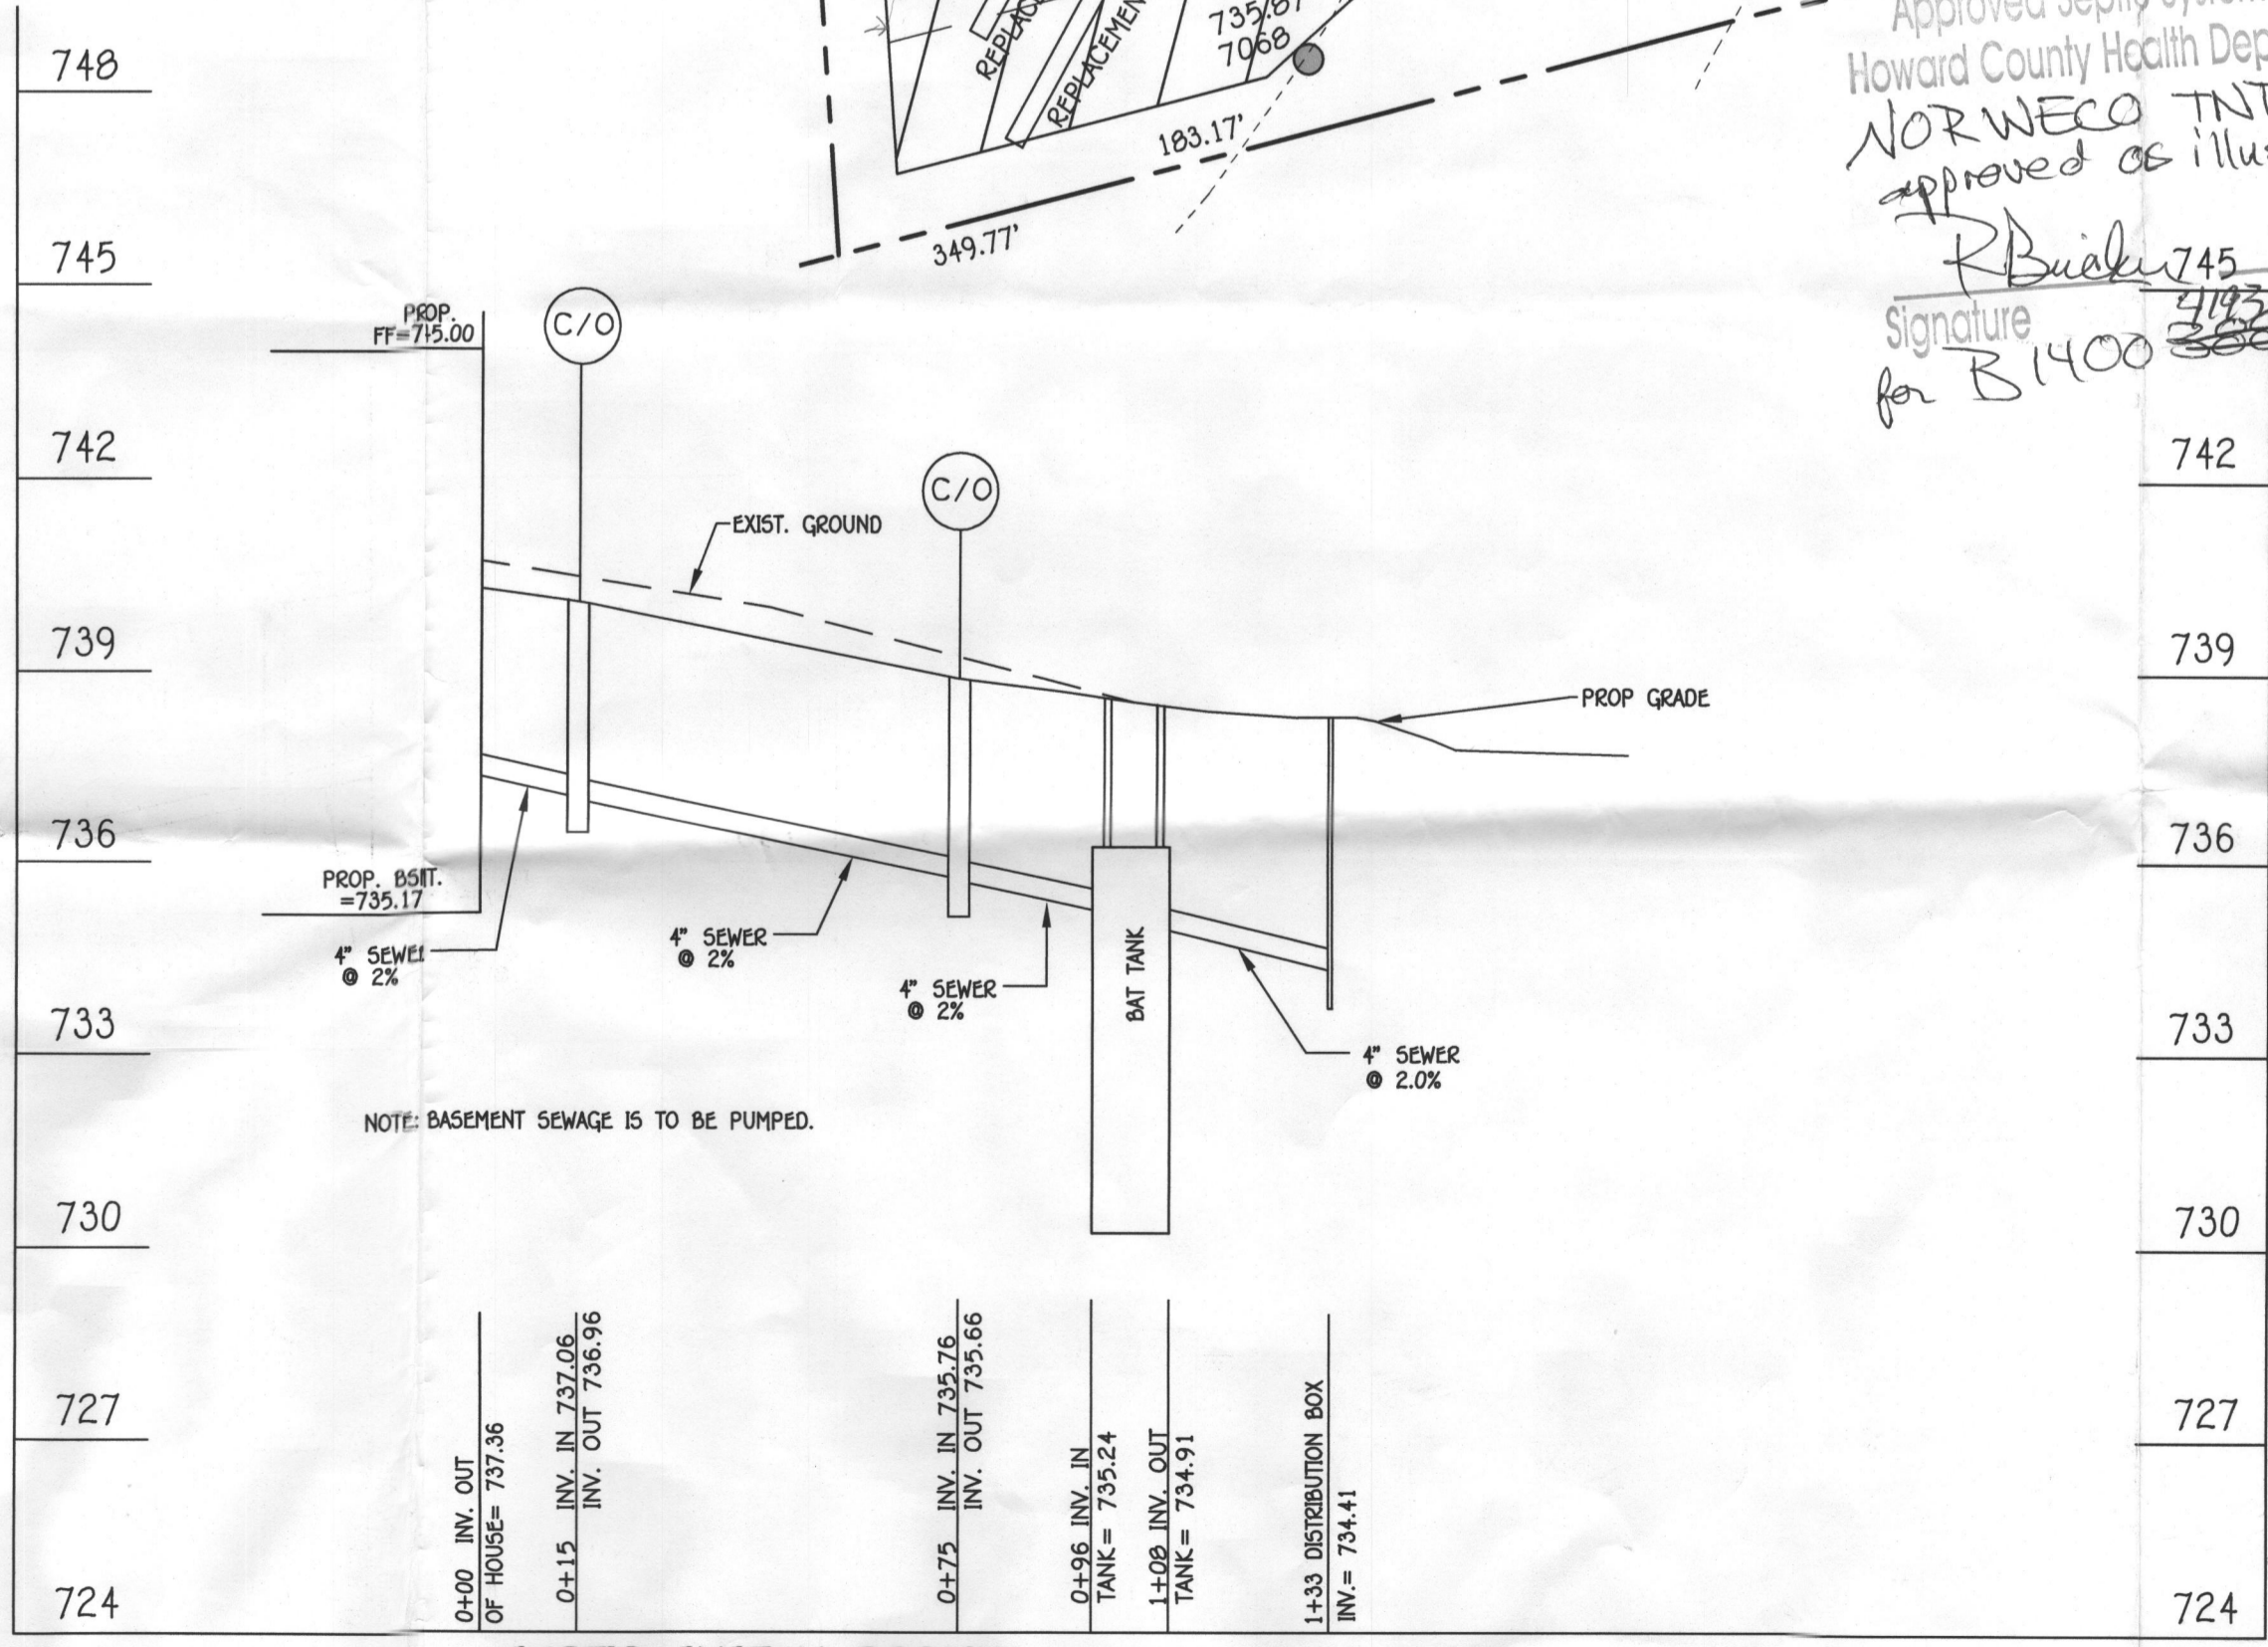 748
745
742
739
736
733
730
727
724
REPLACEMENT
735.87
7068
183.17'
349.77'
Howard County Health
NORWECO TNT
approved as
Signature
for B 1400
745
742
739
736
733
730
727
724
PROP.
FF=745.00
C/O
C/O
EXIST. GROUND
PROP GRADE
PROP. BSMT.
=735.17
4" SEWER
@ 2%
4" SEWER
@ 2%
4" SEWER
@ 2%
BAT TANK
4" SEWER
@ 2.0%
NOTE: BASEMENT SEWAGE IS TO BE PUMPED.
0+00 INV. OUT
OF HOUSE= 737.36
0+15 INV. IN 737.06
INV. OUT 736.96
0+75 INV. IN 735.76
INV. OUT 735.66
0+96 INV. IN
TANK= 735.24
1+08 INV. OUT
TANK= 734.91
1+33 DISTRIBUTION BOX
INV.= 734.41